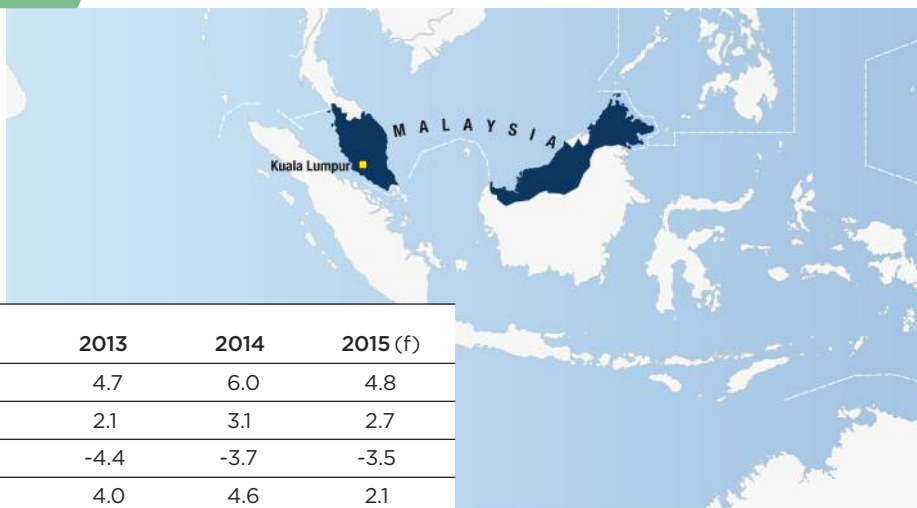 MALAYSIA
Kuala Lumpur
2013 2014 2015 (f)
4.7 6.0 4.8
2.1 3.1 2.7
-4.4 -3.7 -3.5
4.0 4.6 2.1